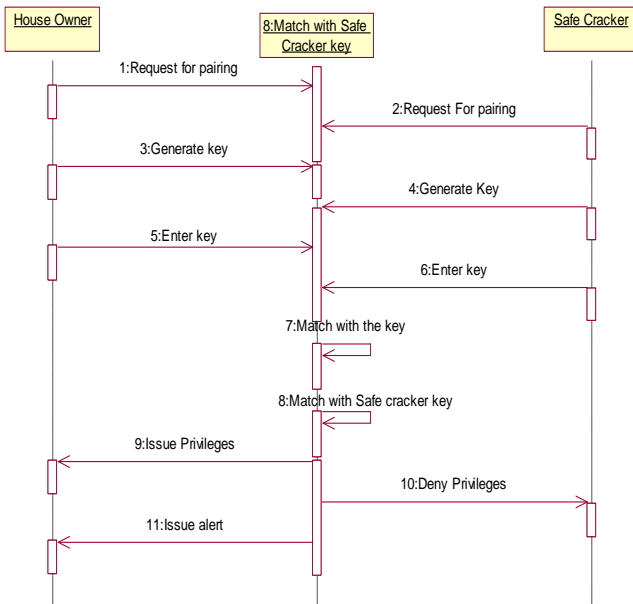 House Owner
8:Match with Safe
Cracker key
Safe Cracker
1:Request for pairing
2:Request For pairing
3:Generate key
4:Generate Key
5:Enter key
6:Enter key
7:Match with the key
8:Match with Safe cracker key
9:Issue Privileges
10:Deny Privileges
11:Issue alert